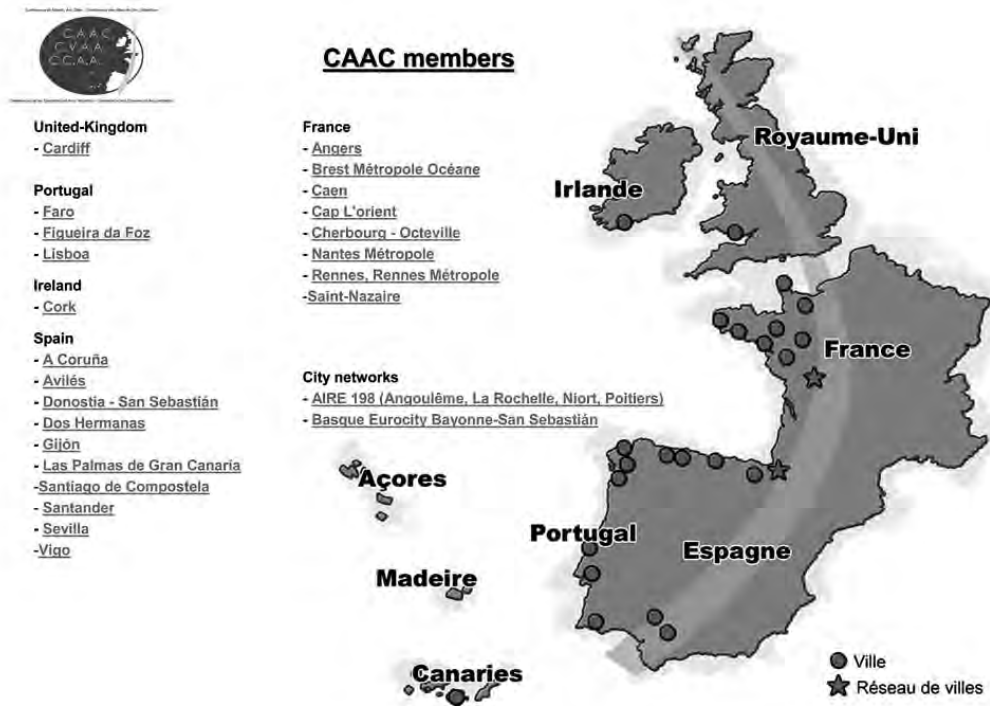 C.A.A.C.
C.V.A.A.
C.C.A.A.
CAAC members
United-Kingdom
- Cardiff
Portugal
- Faro
- Figueira da Foz
- Lisboa
Ireland
- Cork
Spain
- A Coruña
- Avilés
- Donostia - San Sebastián
- Dos Hermanas
- Gijón
- Las Palmas de Gran Canaria
-Santiago de Compostela
- Santander
- Sevilla
-Vigo
France
- Angers
- Brest Métropole Océane
- Caen
- Cap L'orient
- Cherbourg - Octeville
- Nantes Métropole
- Rennes, Rennes Métropole
-Saint-Nazaire
City networks
- AIRE 198 (Angoulême, La Rochelle, Niort, Poitiers)
- Basque Eurocity Bayonne-San Sebastián
Royaume-Uni
Irlande
France
Açores
Portugal
Espagne
Madeire
Canaries
Ville
Réseau de villes